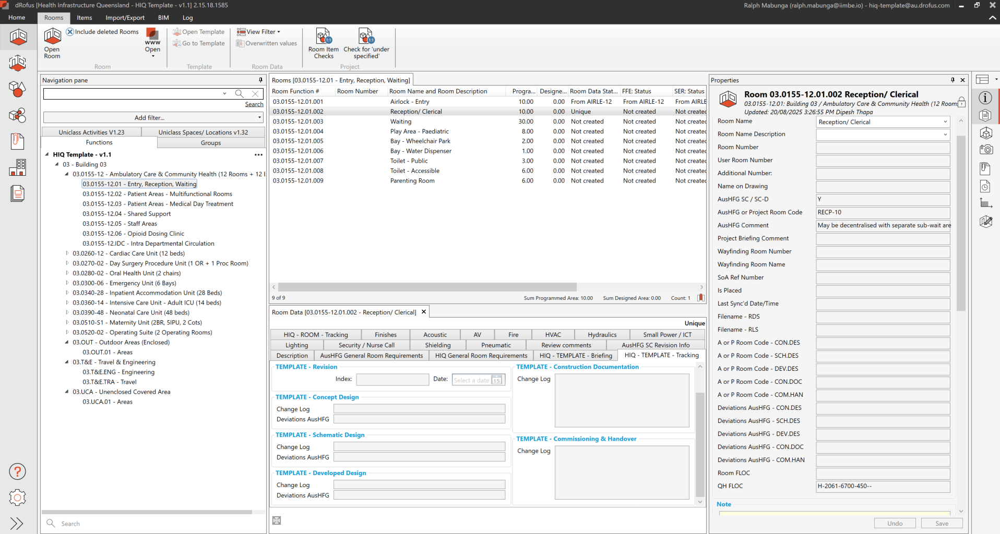 dRofus [Health Infrastructure Queensland - HIQ Template - v1.1] 2.15.18.1585
Ralph Mabunga (ralph.mabunga@iimbe.io) - hiq-template@au.drofus.com
Home Rooms Items Import/Export BIM Log
Open Room
Include deleted Rooms
www Open
Room
Open Template
Go to Template
Template
View Filter
Overwritten values
Room Data
Room Item Checks
Check for 'under specified'
Project
Navigation pane
Search
Add filter...
Uniclass Activities V1.23
Uniclass Spaces/ Locations v1.32
Functions
Groups
HIQ Template - v1.1
03 - Building 03
03.0155-12 - Ambulatory Care & Community Health (12 Rooms + 12
03.0155-12.01 - Entry, Reception, Waiting
03.0155-12.02 - Patient Areas - Multifunctional Rooms
03.0155-12.03 - Patient Areas - Medical Day Treatment
03.0155-12.04 - Shared Support
03.0155-12.05 - Staff Areas
03.0155-12.06 - Opioid Dosing Clinic
03.0155-12.IDC - Intra Departmental Circulation
03.0260-12 - Cardiac Care Unit (12 beds)
03.0270-02 - Day Surgery Procedure Unit (1 OR + 1 Proc Room)
03.0280-02 - Oral Health Unit (2 chairs)
03.0300-06 - Emergency Unit (6 Bays)
03.0340-28 - Inpatient Accommodation Unit (28 Beds)
03.0360-14 - Intensive Care Unit - Adult ICU (14 beds)
03.0390-48 - Neonatal Care Unit (48 beds)
03.0510-S1 - Maternity Unit (2BR, 5IPU, 2 Cots)
03.0520-02 - Operating Suite (2 Operating Rooms)
03.OUT - Outdoor Areas (Enclosed)
03.OUT.01 - Areas
03.T&E - Travel & Engineering
03.T&E.ENG - Engineering
03.T&E.TRA - Travel
03.UCA - Unenclosed Covered Area
03.UCA.01 - Areas
Search
Rooms [03.0155-12.01 - Entry, Reception, Waiting]
Room Function # Room Number Room Name and Room Description Progra... Designe... Room Data Stat... FFE: Status SER: Status
03.0155-12.01.001 Airlock - Entry 10.00 0.00 From AIRLE-12 From AIRLE-12 From AIRLE
03.0155-12.01.002 Reception/ Clerical 10.00 0.00 Unique Not created Not created
03.0155-12.01.003 Waiting 30.00 0.00 Not created Not created Not created
03.0155-12.01.004 Play Area - Paediatric 8.00 0.00 Not created Not created Not created
03.0155-12.01.005 Bay - Wheelchair Park 2.00 0.00 Not created Not created Not created
03.0155-12.01.006 Bay - Water Dispenser 1.00 0.00 Not created Not created Not created
03.0155-12.01.007 Toilet - Public 3.00 0.00 Not created Not created Not created
03.0155-12.01.008 Toilet - Accessible 6.00 0.00 Not created Not created Not created
03.0155-12.01.009 Parenting Room 6.00 0.00 Not created Not created Not created
9 of 9 Sum Programmed Area: 10.00 Sum Designed Area: 0.00 Count: 1
Room Data [03.0155-12.01.002 - Reception/ Clerical]
Unique
HIQ - ROOM - Tracking Finishes Acoustic AV Fire HVAC Hydraulics Small Power / ICT
Lighting Security / Nurse Call Shielding Pneumatic Review comments AusHFG SC Revision Info
Description AusHFG General Room Requirements HIQ General Room Requirements HIQ - TEMPLATE - Briefing HIQ - TEMPLATE - Tracking
TEMPLATE - Revision
Index: Date: Select a date 15
TEMPLATE - Concept Design
Change Log
Deviations AusHFG
TEMPLATE - Schematic Design
Change Log
Deviations AusHFG
TEMPLATE - Developed Design
Change Log
Deviations AusHFG
TEMPLATE - Construction Documentation
Change Log
TEMPLATE - Commissioning & Handover
Change Log
Properties
Room 03.0155-12.01.002 Reception/ Clerical
03.0155-12.01: Building 03 / Ambulatory Care & Community Health (12 Rooms
Updated: 20/08/2025 3:26:55 PM Dipesh Thapa
Room Name Reception/ Clerical
Room Name Description
Room Number
User Room Number
Additional Number:
Name on Drawing
AusHFG SC / SC-D Y
AusHFG or Project Room Code RECP-10
AusHFG Comment May be decentralised with separate sub-wait are
Project Briefing Comment
Wayfinding Room Number
Wayfinding Room Name
SoA Ref Number
Is Placed
Last Sync'd Date/Time
Filename - RDS
Filename - RLS
A or P Room Code - CON.DES
A or P Room Code - SCH.DES
A or P Room Code - DEV.DES
A or P Room Code - CON.DOC
A or P Room Code - COM.HAN
Deviations AusHFG - CON.DES
Deviations AusHFG - SCH.DES
Deviations AusHFG - DEV.DES
Deviations AusHFG - CON.DOC
Deviations AusHFG - COM.HAN
Room FLOC
QH FLOC H-2061-6700-450--
Note
Undo Save